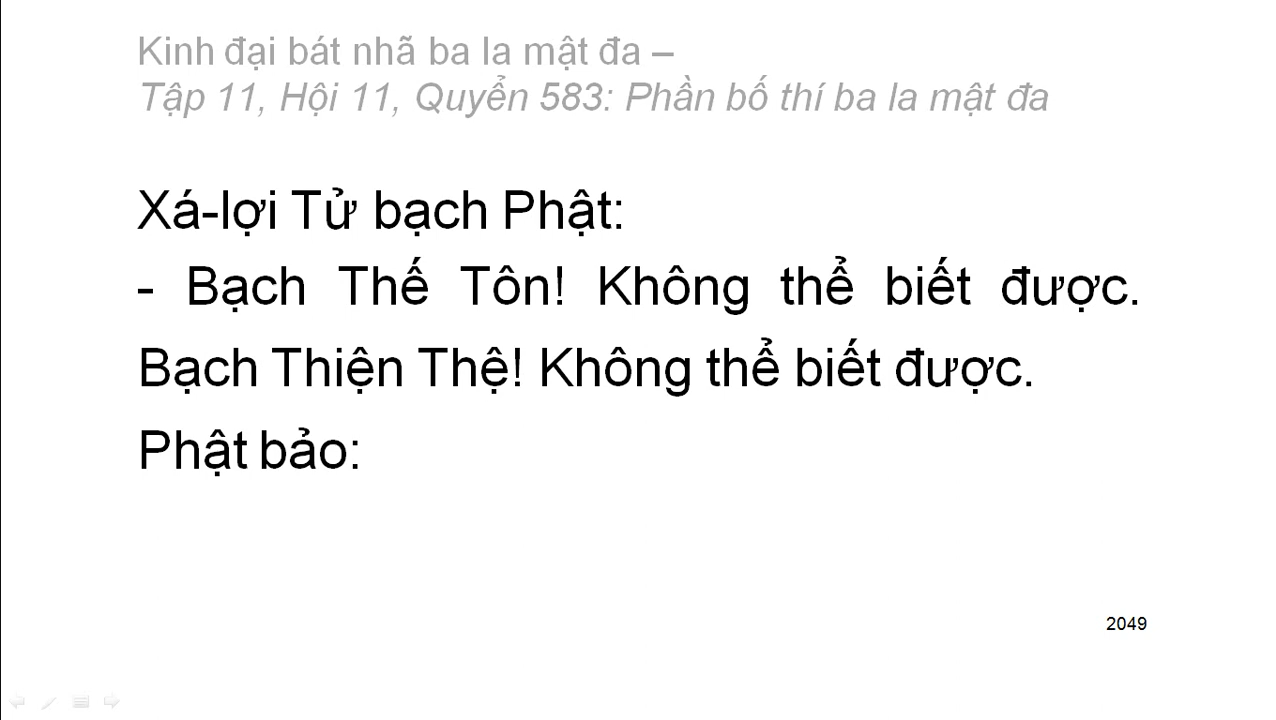 Kinh đại bát nhã ba la mật đa –
Tập 11, Hội 11, Quyển 583: Phần bố thí ba la mật đa
Xá-lợi Tử bạch Phật:
- Bạch Thế Tôn! Không thể biết được.
Bạch Thiện Thệ! Không thể biết được.
Phật bảo:
2049